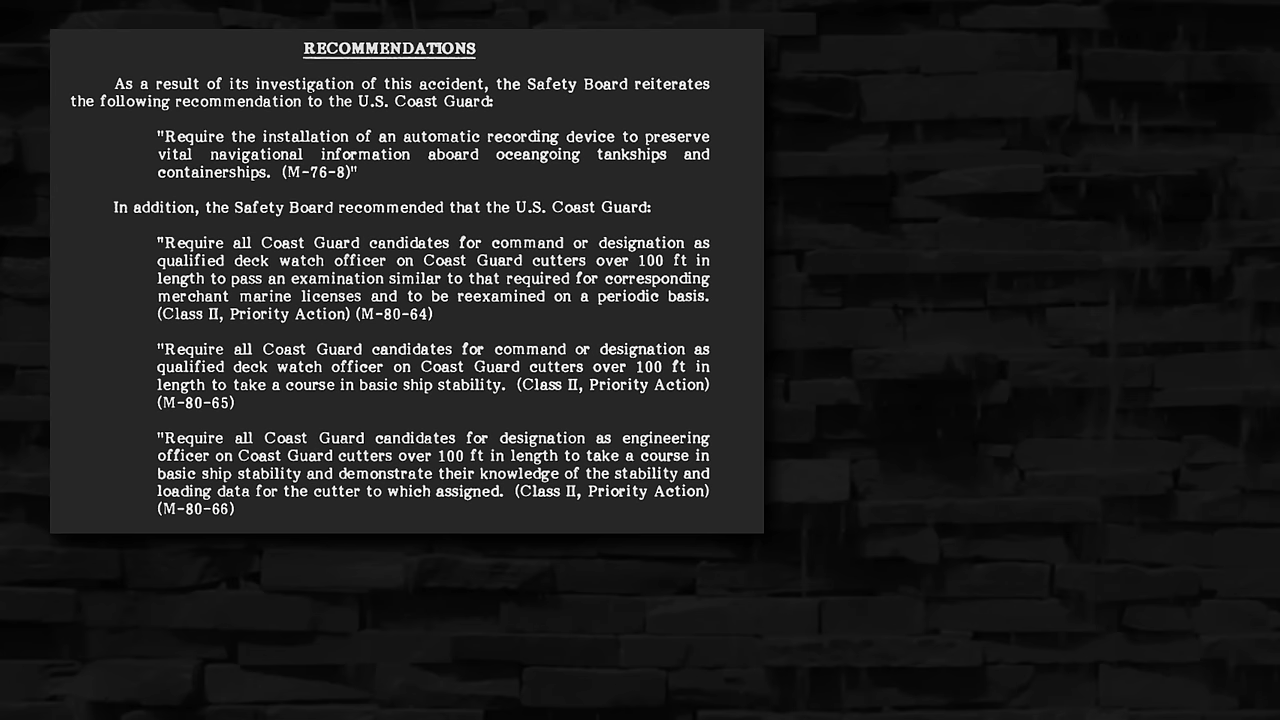 RECOMMENDATIONS
As a result of its investigation of this accident, the Safety Board reiterates
the following recommendation to the U.S. Coast Guard:
"Require the installation of an automatic recording device to preserve
vital navigational information aboard oceangoing tankships and
containerships. (M-76-8)"
In addition, the Safety Board recommended that the U.S. Coast Guard:
"Require all Coast Guard candidates for command or designation as
qualified deck watch officer on Coast Guard cutters over 100 ft in
length to pass an examination similar to that required for corresponding
merchant marine licenses and to be reexamined on a periodic basis.
(Class II, Priority Action) (M-80-64)
"Require all Coast Guard candidates for command or designation as
qualified deck watch officer on Coast Guard cutters over 100 ft in
length to take a course in basic ship stability. (Class II, Priority Action)
(M-80-65)
"Require all Coast Guard candidates for designation as engineering
officer on Coast Guard cutters over 100 ft in length to take a course in
basic ship stability and demonstrate their knowledge of the stability and
loading data for the cutter to which assigned. (Class II, Priority Action)
(M-80-66)